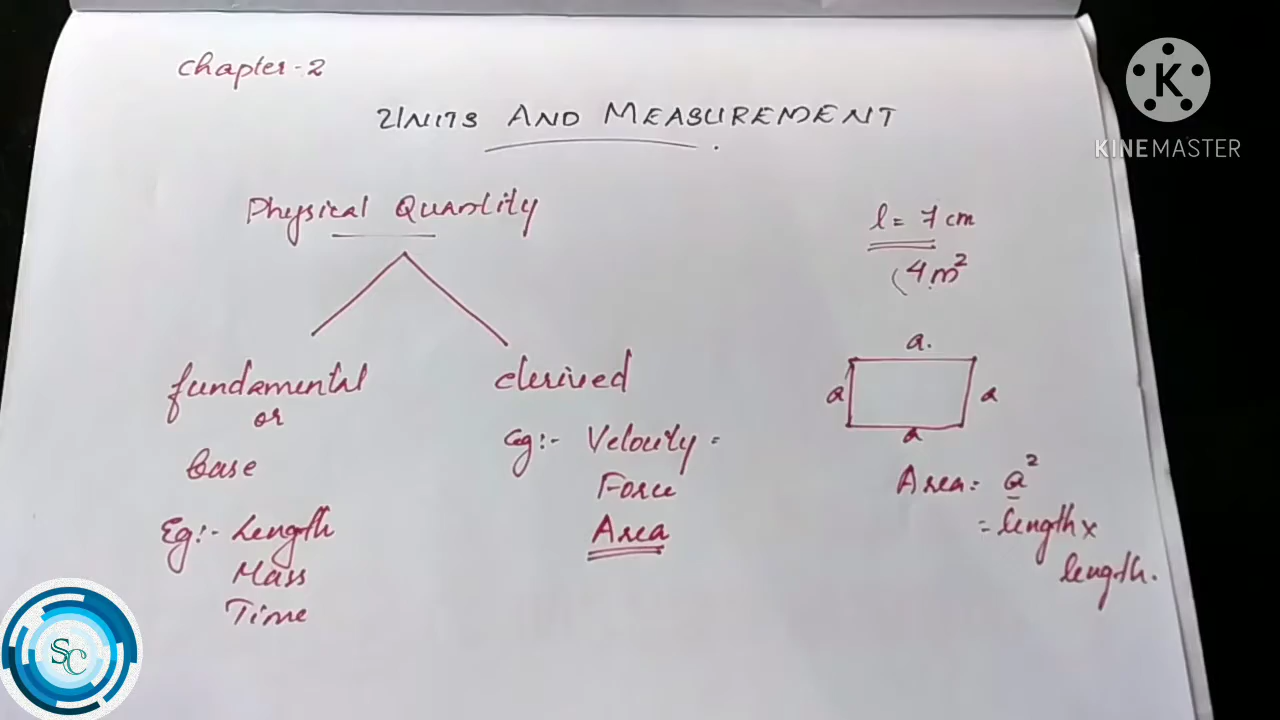 Chapter-2
UNITS AND MEASUREMENT
Physical Quantity
fundamental
or
base
Eg:- Length
Mass
Time
derived
Eg:- Velocity =
Force
Area
l = 7 cm
(4 m²
a.
a
a
a
Area = a²
= length x
length.
K
KINEMASTER
SC